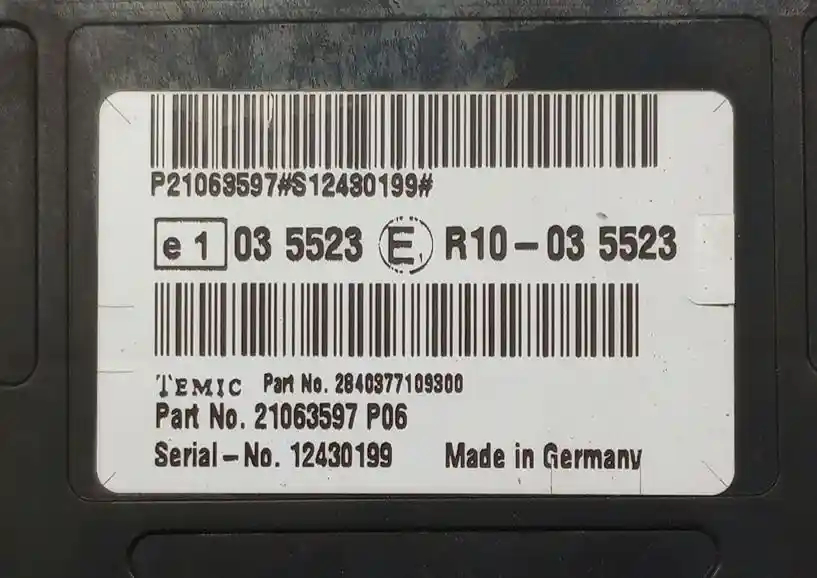 P21063597#S12430199#
e 1 03 5523 E R10-03 5523
TEMIC Part No. 2840377109300
Part No. 21063597 P06
Serial-No. 12430199 Made in Germany